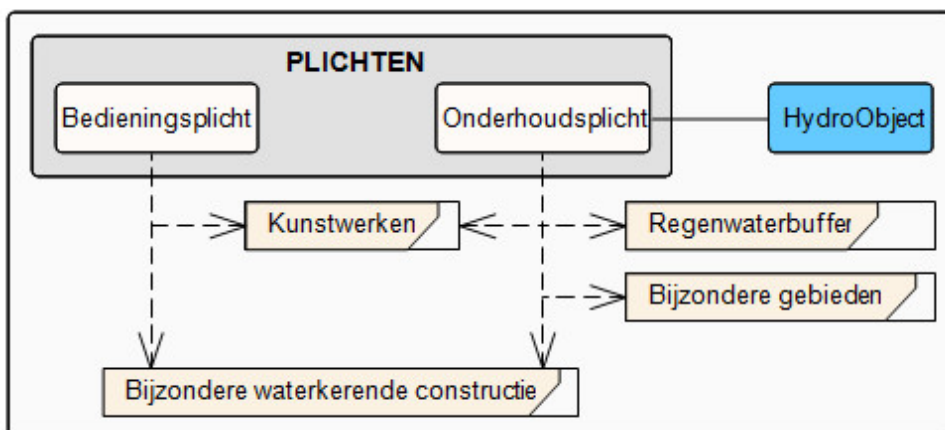 PLICHTEN
Bedieningsplicht
Onderhoudsplicht
HydroObject
Kunstwerken
Regenwaterbuffer
Bijzondere gebieden
Bijzondere waterkerende constructie